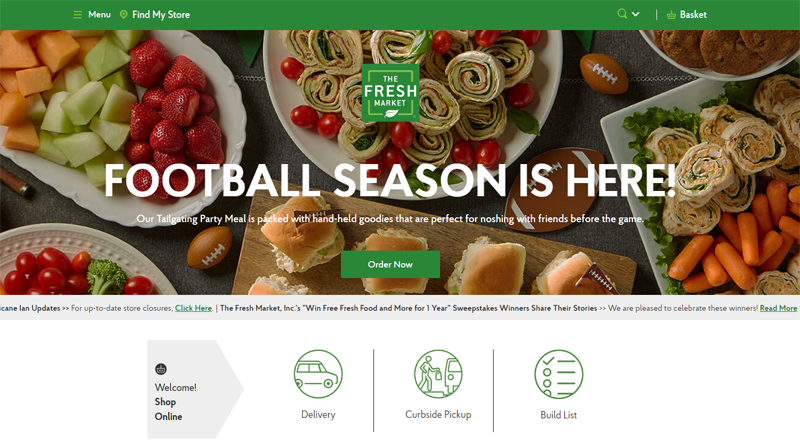 Menu
Find My Store
Basket
THE
FRESH
MARKET
FOOTBALL SEASON IS HERE!
Our Tailgating Party Meal is packed with hand-held goodies that are perfect for noshing with friends before the game.
Order Now
Ian Updates >> For up-to-date store closures, Click Here. | The Fresh Market, Inc.'s "Win Free Fresh Food and More for 1 Year" Sweepstakes Winners Share Their Stories >> We are pleased to celebrate these winners! Read More
Welcome!
Shop
Online
Delivery
Curbside Pickup
Build List